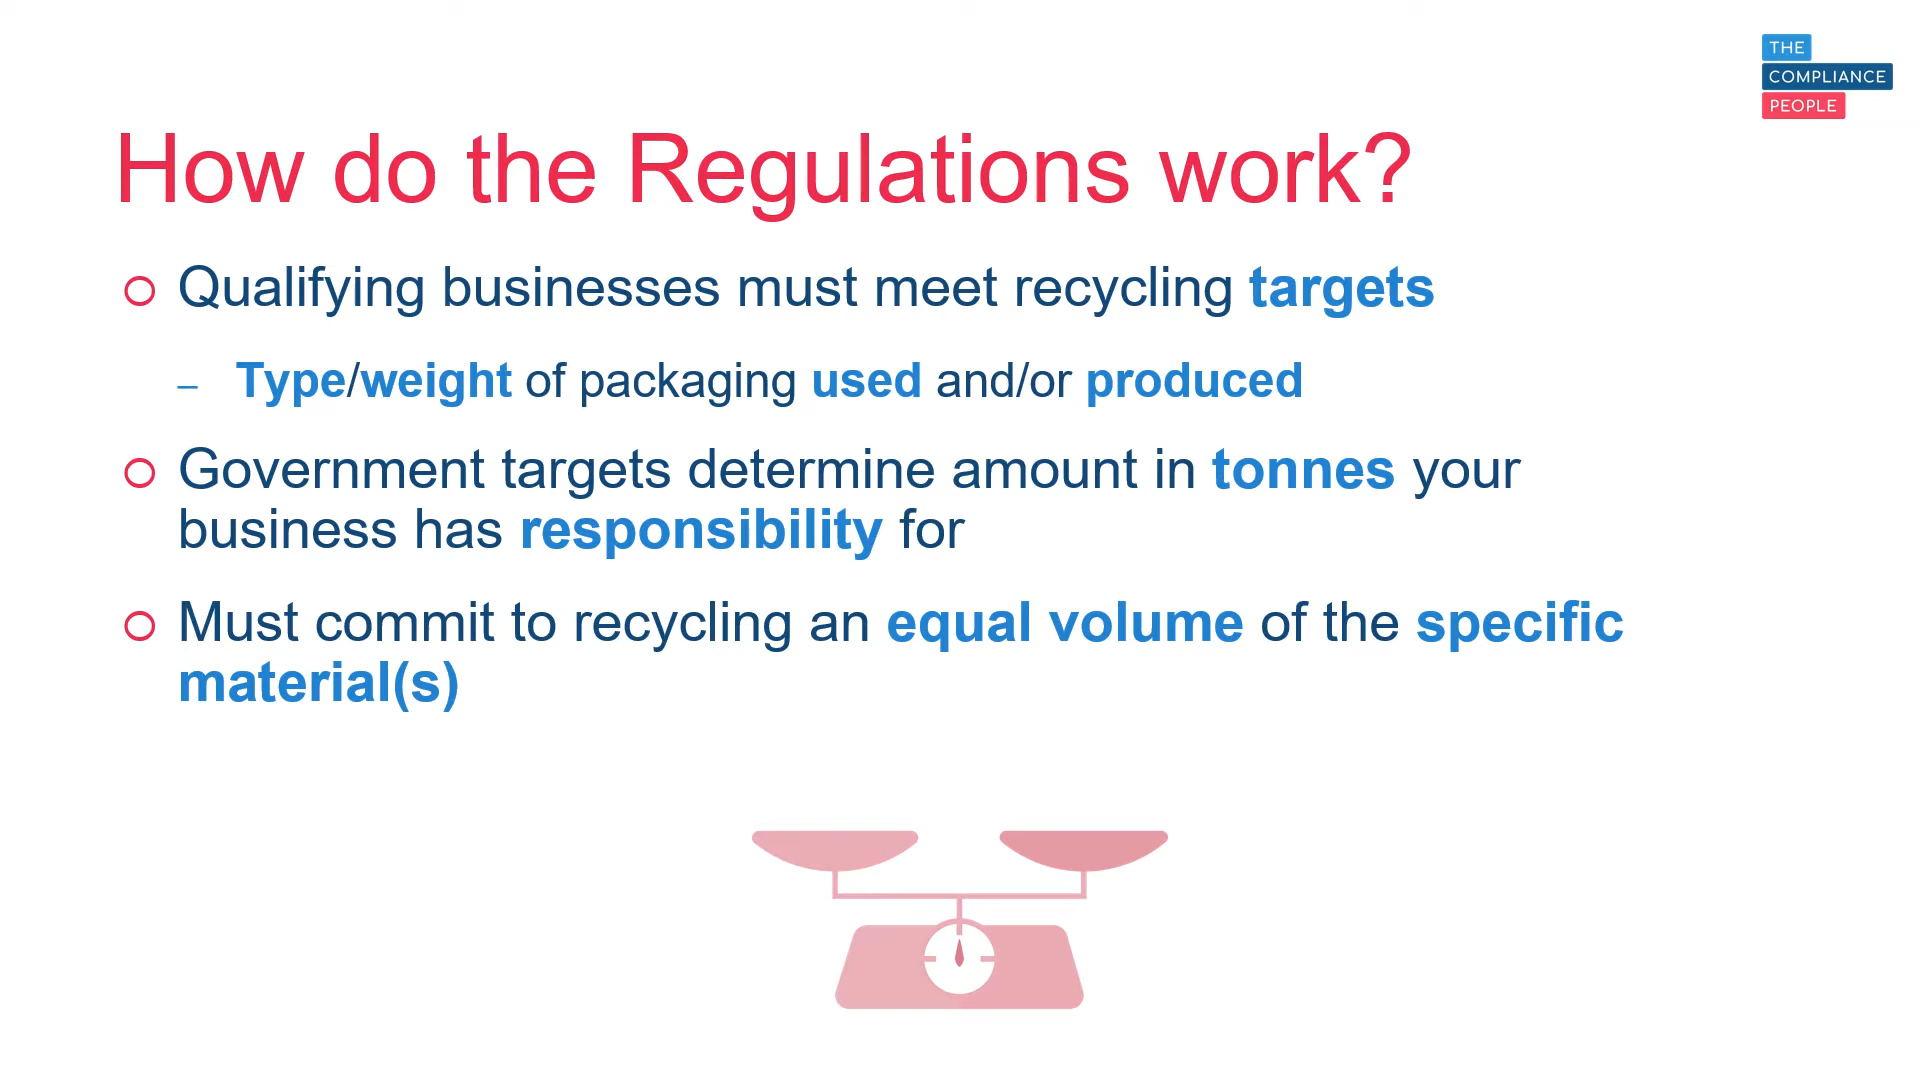 THE
COMPLIANCE
PEOPLE
How do the Regulations work?
Qualifying businesses must meet recycling targets
– Type/weight of packaging used and/or produced
Government targets determine amount in tonnes your
business has responsibility for
Must commit to recycling an equal volume of the specific
material(s)